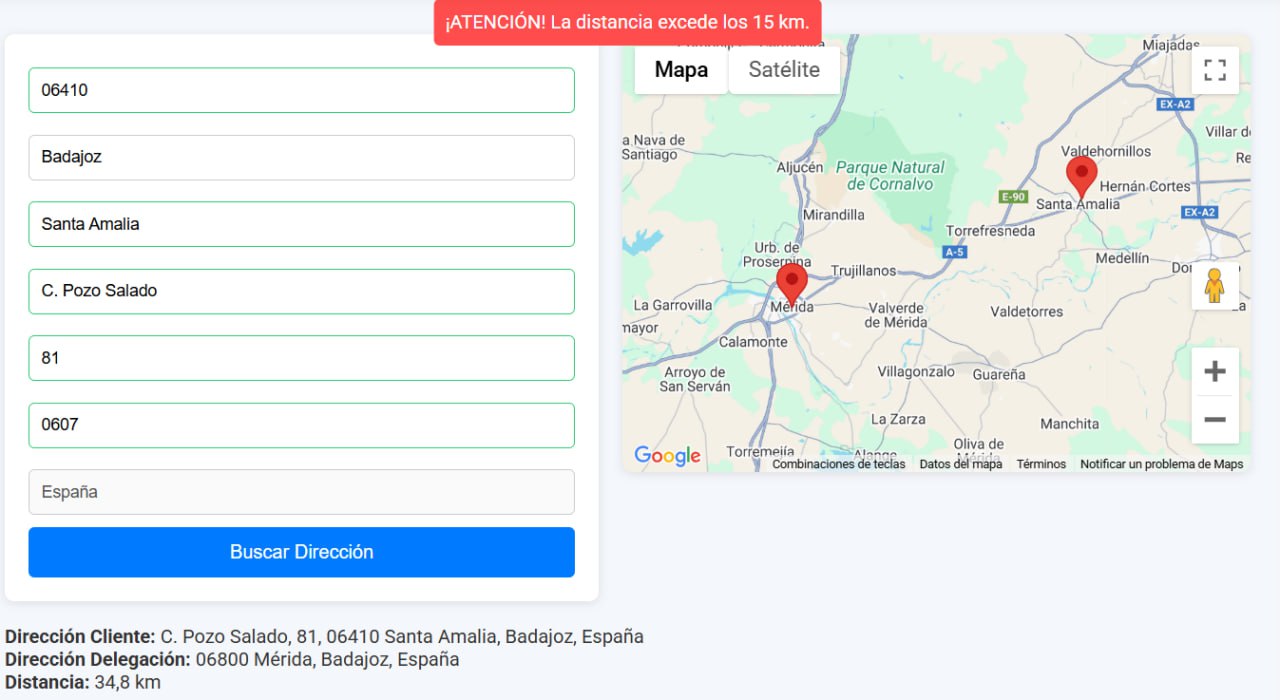 ¡ATENCIÓN! La distancia excede los 15 km.
06410
Badajoz
Santa Amalia
C. Pozo Salado
81
0607
España
Buscar Dirección
Mapa
Satélite
Miajadas
EX-A2
Villar d
a Nava de
Santiago
Aljucén
Parque Natural
de Cornalvo
Valdehornillos
Re
E-90
Hernán Cortes
Santa Amalia
EX-A2
Mirandilla
Torrefresneda
A-5
Urb. de
Proserpina
Trujillanos
Medellín
Do
La Garrovilla
Mérida
Valverde
de Mérida
Valdetorres
mayor
Calamonte
Arroyo de
San Serván
Villagonzalo
Guareña
La Zarza
Manchita
Torremejía
Alange
Oliva de
Mérida
Google
Combinaciones de teclas
Datos del mapa
Términos
Notificar un problema de Maps
Dirección Cliente: C. Pozo Salado, 81, 06410 Santa Amalia, Badajoz, España
Dirección Delegación: 06800 Mérida, Badajoz, España
Distancia: 34,8 km